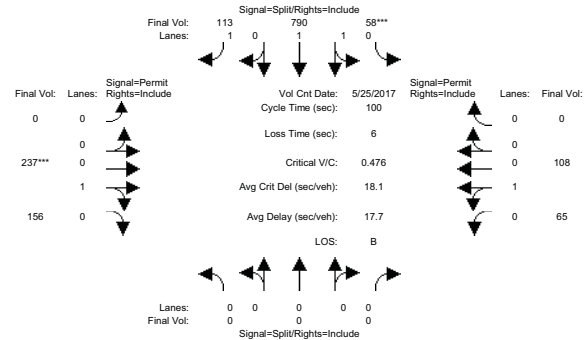 Signal=Split/Rights=Include
Final Vol: 113 790 58***
Lanes: 1 0 1 1 0
Signal=Permit Signal=Permit
Final Vol: Lanes: Rights=Include Vol Cnt Date: 5/25/2017 Rights=Include Lanes: Final Vol:
Cycle Time (sec): 100
0 0 0 0
Loss Time (sec): 6
0 0
237*** 0 Critical V/C: 0.476 0 108
1 Avg Crit Del (sec/veh): 18.1 1
156 0 Avg Delay (sec/veh): 17.7 0 65
LOS: B
Lanes: 0 0 0 0 0
Final Vol: 0 0 0
Signal=Split/Rights=Include